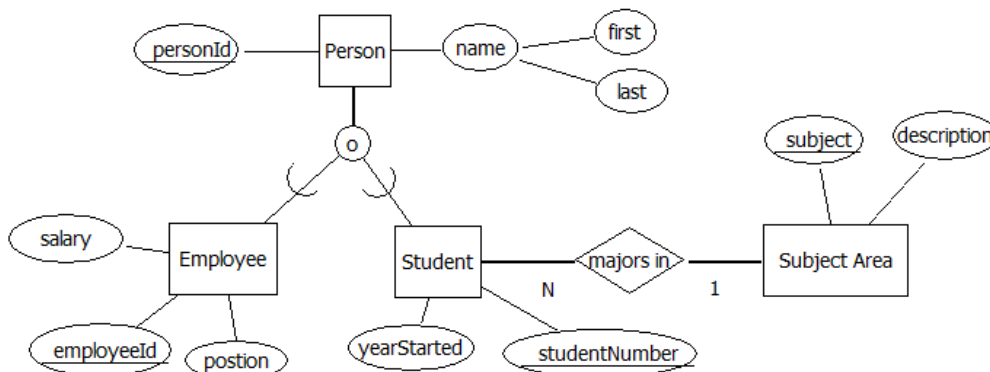 personId
Person
name
first
last
o
subject
description
salary
Employee
Student
majors in
Subject Area
N
1
employeeId
postion
yearStarted
studentNumber